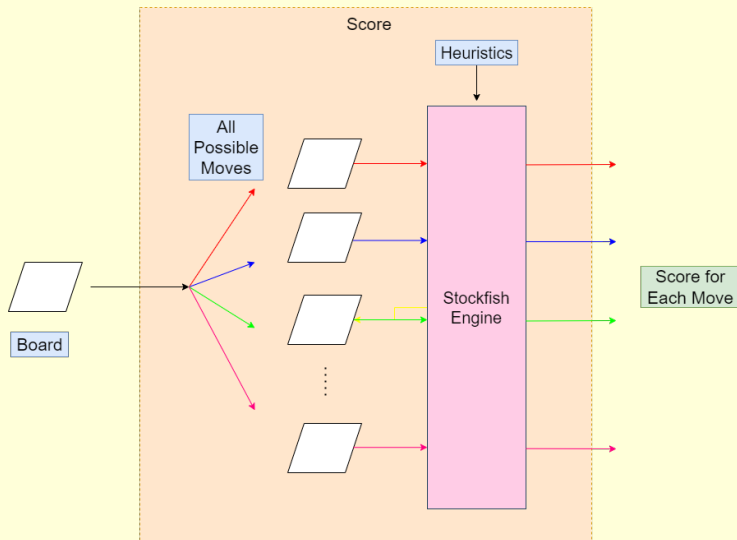 Score
Heuristics
All
Possible
Moves
Stockfish
Engine
Score for
Each Move
Board